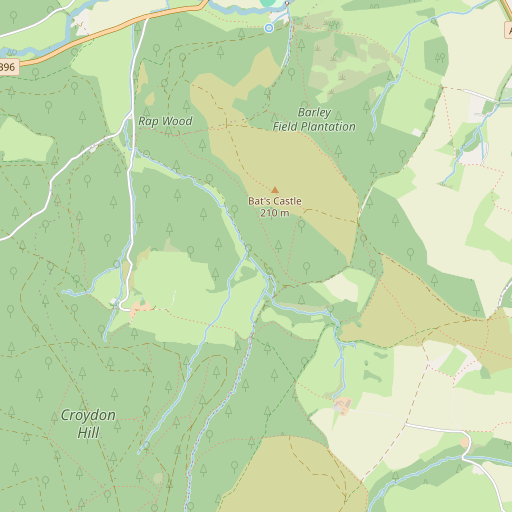 A
396
Rap Wood
Barley
Field Plantation
Bat's Castle
210 m
Croydon
Hill